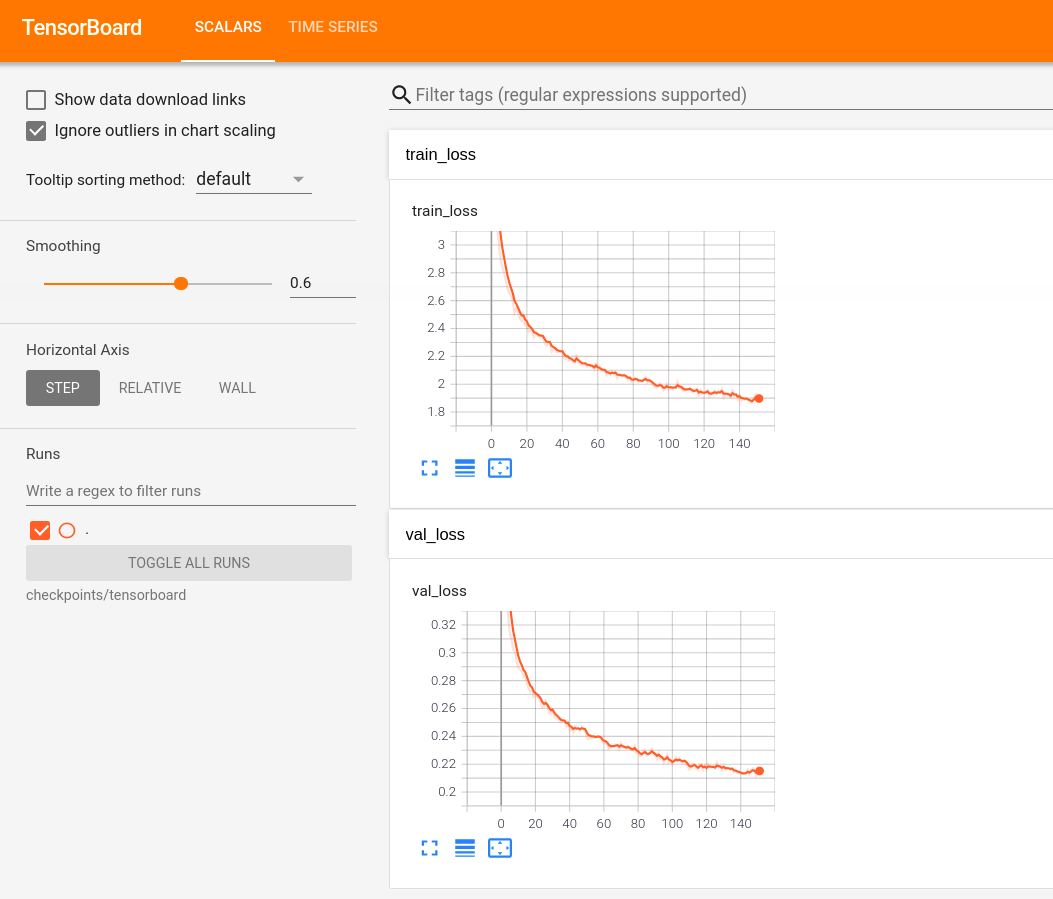 TensorBoard SCALARS TIME SERIES
Show data download links
Ignore outliers in chart scaling
Tooltip sorting method: default
Smoothing
0.6
Horizontal Axis
STEP RELATIVE WALL
Runs
Write a regex to filter runs
.
TOGGLE ALL RUNS
checkpoints/tensorboard
Filter tags (regular expressions supported)
train_loss
train_loss
3
2.8
2.6
2.4
2.2
2
1.8
0 20 40 60 80 100 120 140
val_loss
val_loss
0.32
0.3
0.28
0.26
0.24
0.22
0.2
0 20 40 60 80 100 120 140